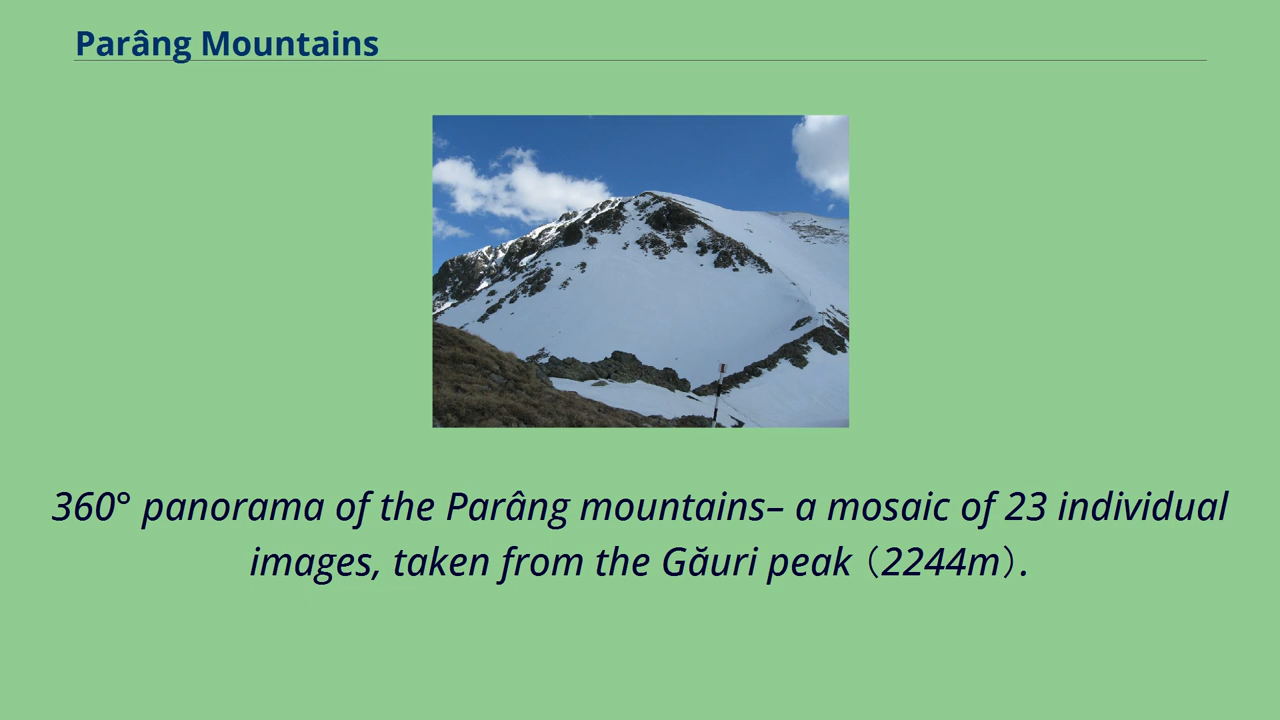 Parâng Mountains
360° panorama of the Parâng mountains– a mosaic of 23 individual
images, taken from the Găuri peak（2244m）.